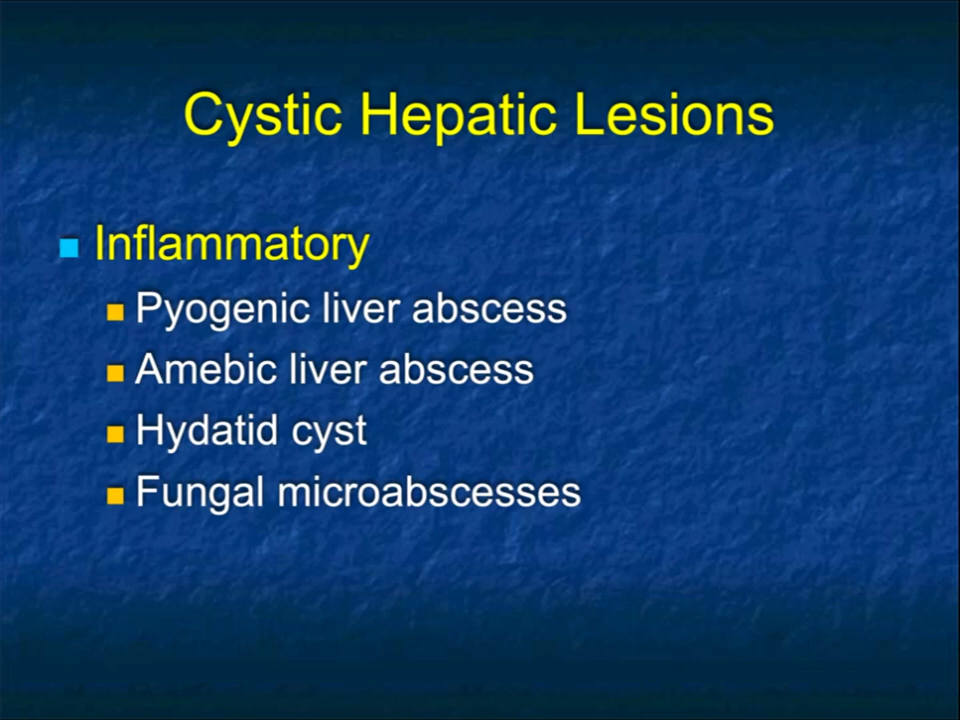 Cystic Hepatic Lesions
Inflammatory
Pyogenic liver abscess
Amebic liver abscess
Hydatid cyst
Fungal microabscesses